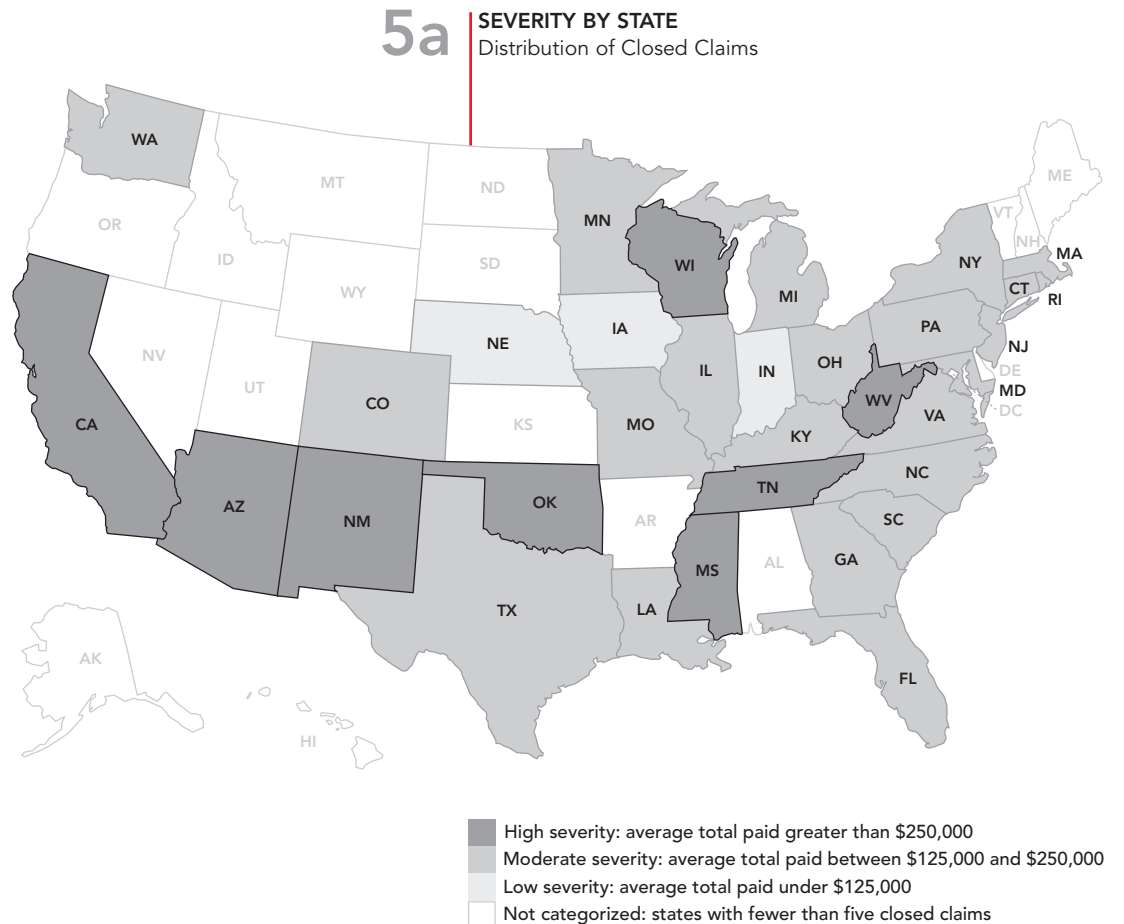 5a
SEVERITY BY STATE
Distribution of Closed Claims
WA
MT
ND
MN
ME
OR
ID
SD
WI
VT
NH
NY
MA
WY
MI
CT
RI
NV
NE
IA
PA
NJ
UT
CO
IL
IN
OH
DE
MD
DC
CA
KS
MO
WV
VA
KY
AZ
NM
OK
TN
NC
AR
SC
MS
AL
GA
TX
LA
AK
FL
HI
High severity: average total paid greater than $250,000
Moderate severity: average total paid between $125,000 and $250,000
Low severity: average total paid under $125,000
Not categorized: states with fewer than five closed claims